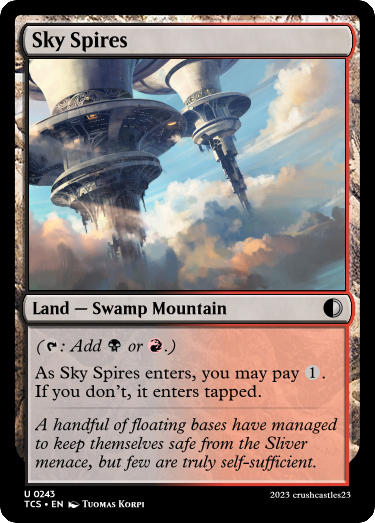 Sky Spires
Land — Swamp Mountain
(: Add or .)
As Sky Spires enters, you may pay 1.
If you don't, it enters tapped.
A handful of floating bases have managed
to keep themselves safe from the Sliver
menace, but few are truly self-sufficient.
U 0243
TCS • EN Tuomas Korpi
2023 crushcastles23